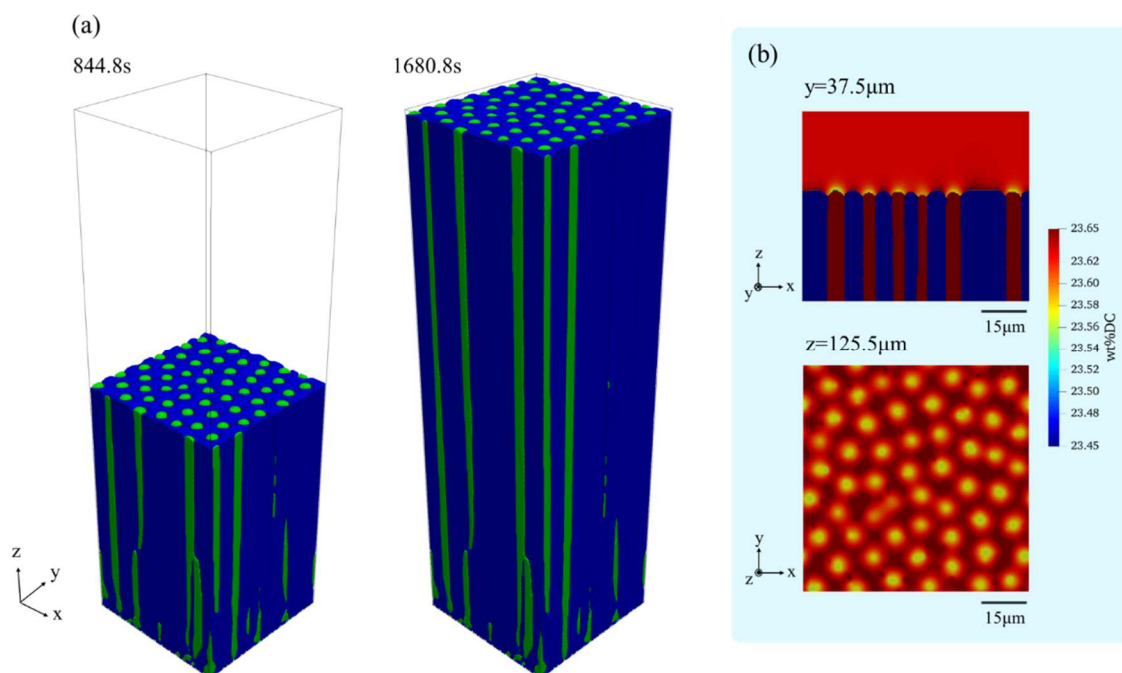 (a)
844.8s
1680.8s
z
y
x
(b)
y=37.5μm
z
y
x
15μm
z=125.5μm
y
z
x
15μm
23.65
23.62
23.60
23.58
23.56
23.53
23.52
23.50
23.48
23.45
wt%DC